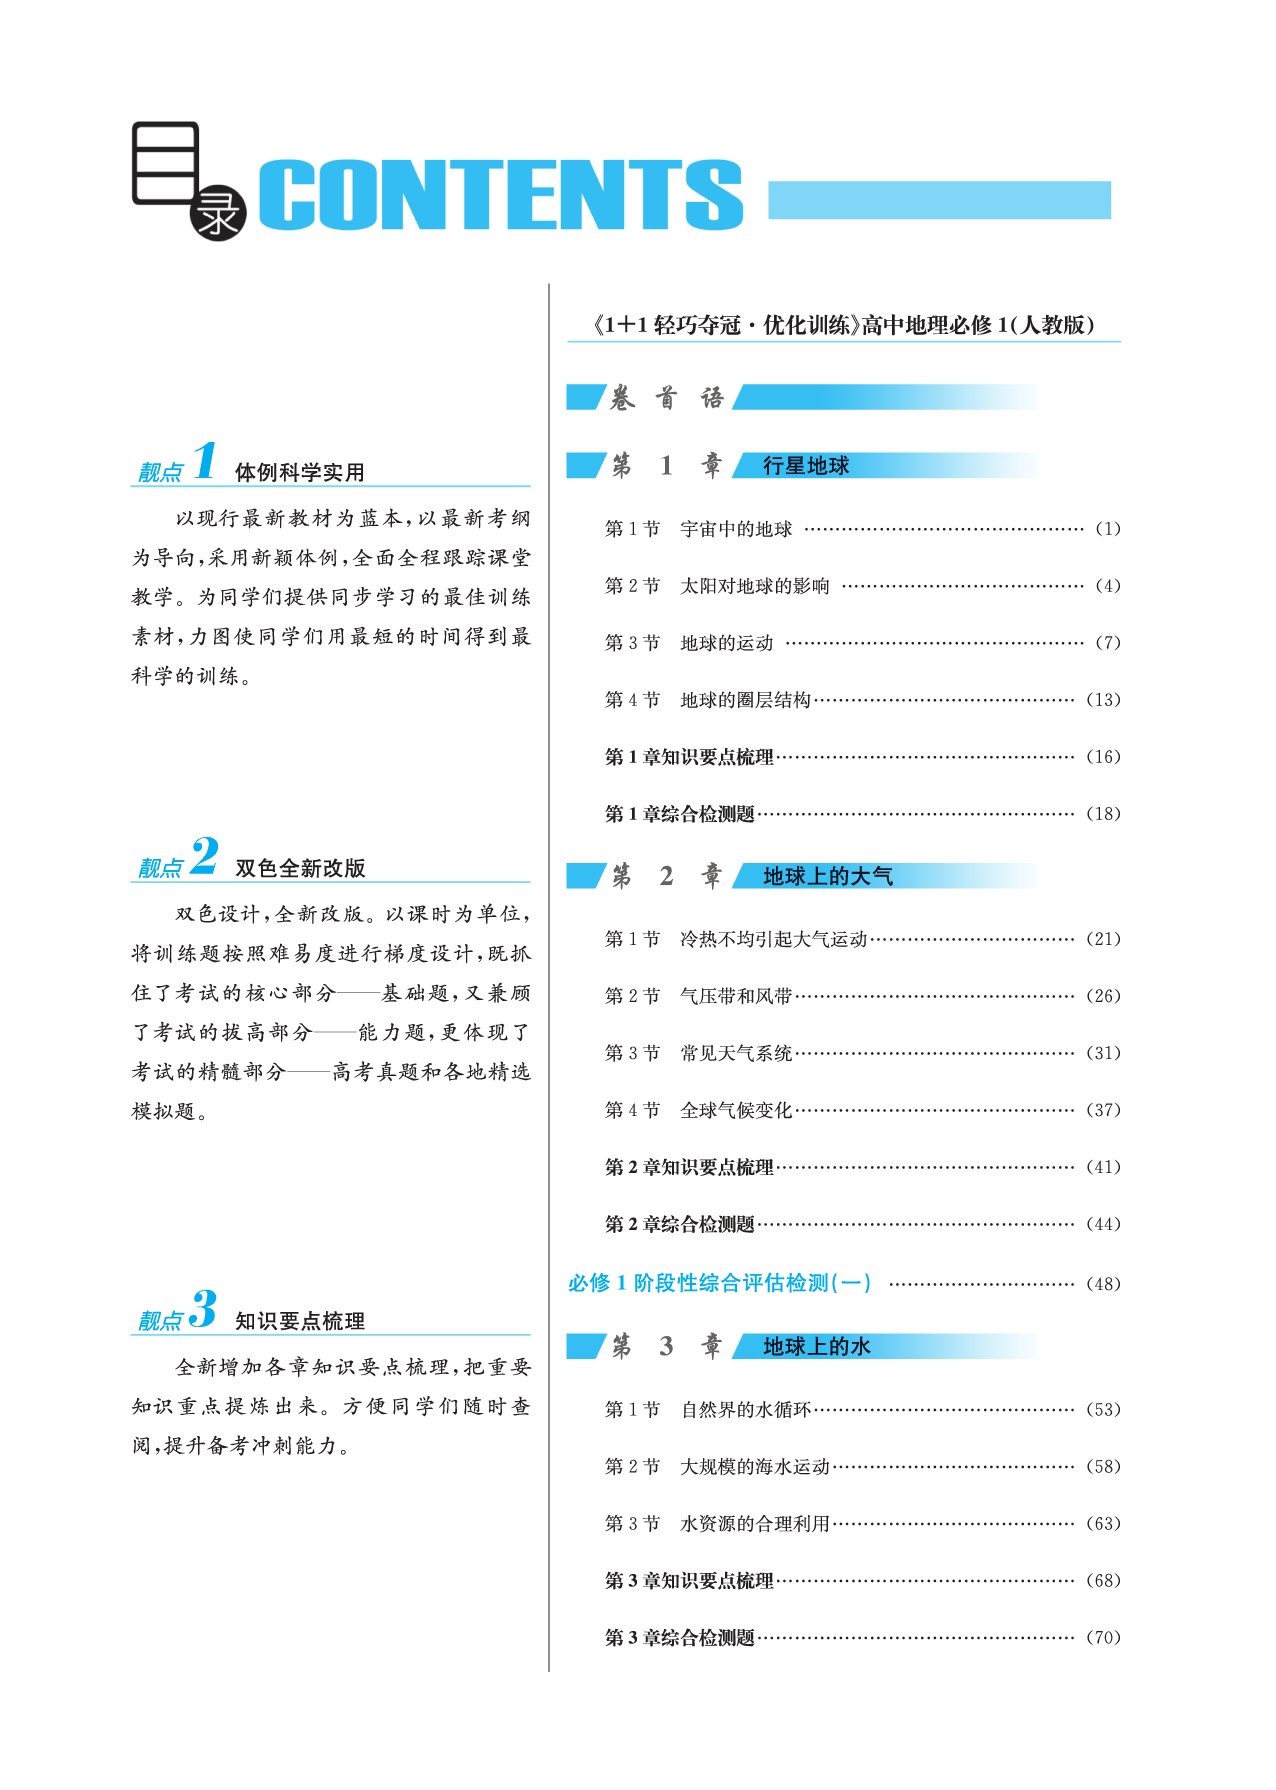 目录 CONTENTS
靓点1 体例科学实用
以现行最新教材为蓝本,以最新考纲
为导向,采用新颖体例,全面全程跟踪课堂
教学。为同学们提供同步学习的最佳训练
素材,力图使同学们用最短的时间得到最
科学的训练。
靓点2 双色全新改版
双色设计,全新改版。以课时为单位,
将训练题按照难易度进行梯度设计,既抓
住了考试的核心部分——基础题,又兼顾
了考试的拔高部分——能力题,更体现了
考试的精髓部分——高考真题和各地精选
模拟题。
靓点3 知识要点梳理
全新增加各章知识要点梳理,把重要
知识重点提炼出来。方便同学们随时查
阅,提升备考冲刺能力。
《1+1轻巧夺冠·优化训练》高中地理必修1(人教版)
卷首语
第1章 行星地球
第1节 宇宙中的地球 …………………………………………(1)
第2节 太阳对地球的影响 ……………………………………(4)
第3节 地球的运动 ……………………………………………(7)
第4节 地球的圈层结构………………………………………(13)
第1章知识要点梳理……………………………………………(16)
第1章综合检测题………………………………………………(18)
第2章 地球上的大气
第1节 冷热不均引起大气运动………………………………(21)
第2节 气压带和风带…………………………………………(26)
第3节 常见天气系统…………………………………………(31)
第4节 全球气候变化…………………………………………(37)
第2章知识要点梳理……………………………………………(41)
第2章综合检测题………………………………………………(44)
必修1阶段性综合评估检测(一) …………………………(48)
第3章 地球上的水
第1节 自然界的水循环………………………………………(53)
第2节 大规模的海水运动……………………………………(58)
第3节 水资源的合理利用……………………………………(63)
第3章知识要点梳理……………………………………………(68)
第3章综合检测题………………………………………………(70)